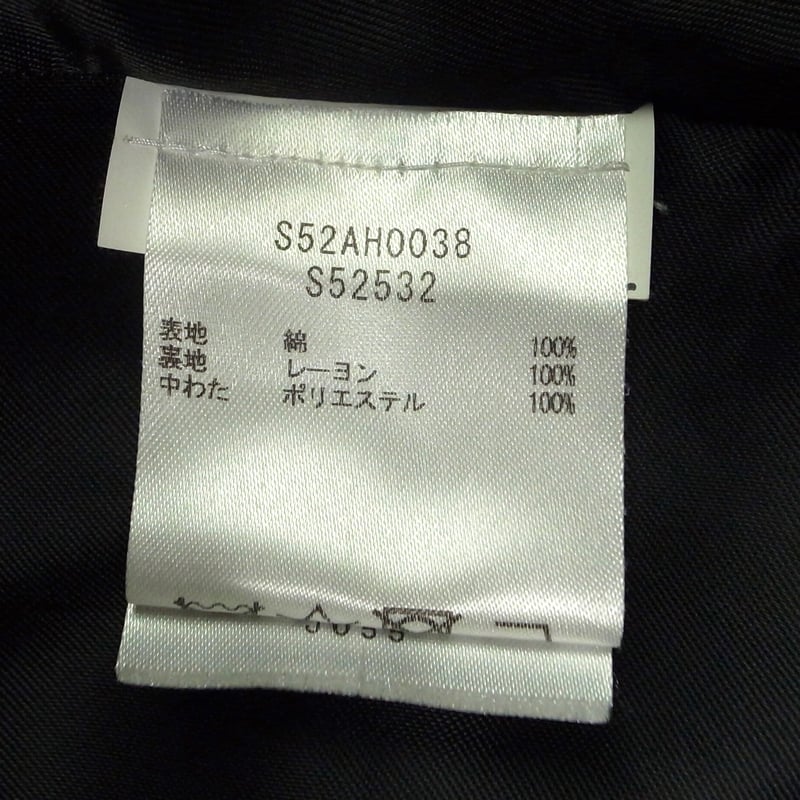 S52AH0038
S52532
表地 綿 100%
裏地 レーヨン 100%
中わた ポリエステル 100%